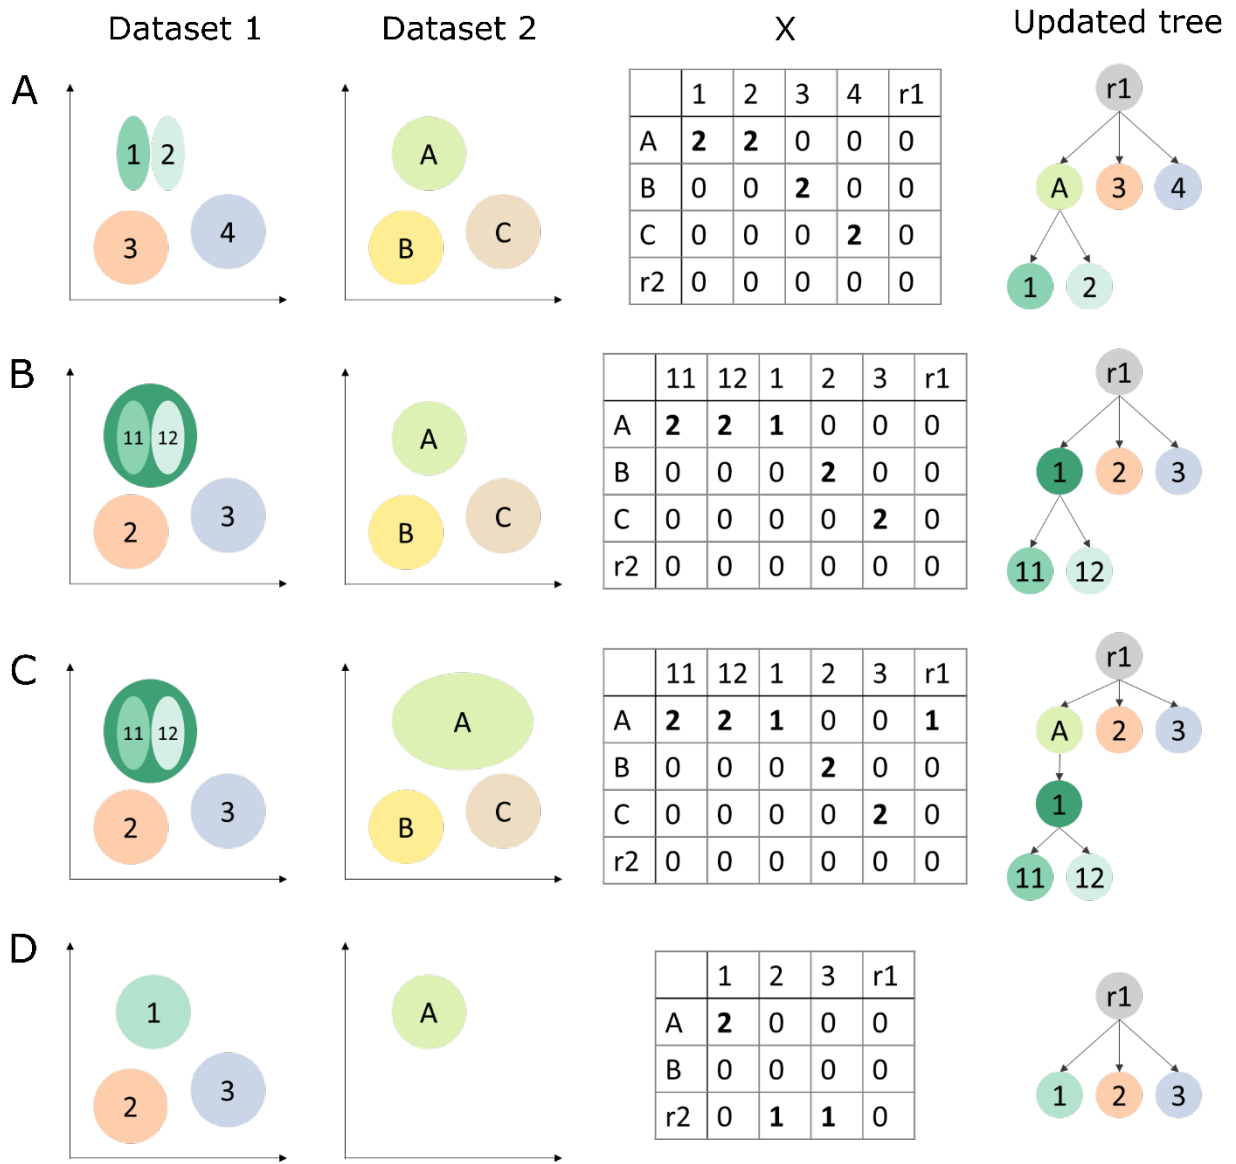 Dataset 1 Dataset 2 X Updated tree
A
1 2
3 4
A
B C
1 2 3 4 r1
A 2 2 0 0 0
B 0 0 2 0 0
C 0 0 0 2 0
r2 0 0 0 0 0
r1
A 3 4
1 2
B
11 12
2 3
A
B C
11 12 1 2 3 r1
A 2 2 1 0 0 0
B 0 0 0 2 0 0
C 0 0 0 0 2 0
r2 0 0 0 0 0 0
r1
1 2 3
11 12
C
11 12
2 3
A
B C
11 12 1 2 3 r1
A 2 2 1 0 0 1
B 0 0 0 2 0 0
C 0 0 0 0 2 0
r2 0 0 0 0 0 0
r1
A 2 3
1
11 12
D
1
2 3
A
1 2 3 r1
A 2 0 0 0
B 0 0 0 0
r2 0 1 1 0
r1
1 2 3